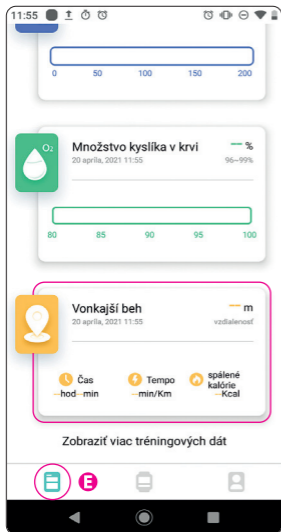 11:55
0 50 100 150 200
O₂
Množstvo kyslíka v krvi — %
20 apríla, 2021 11:55 96~99%
80 85 90 95 100
Vonkajší beh — m
20 apríla, 2021 11:55 vzdialenosť
Čas
--hod--min
Tempo
--min/Km
spálené
kalórie
--Kcal
Zobraziť viac tréningových dát
E